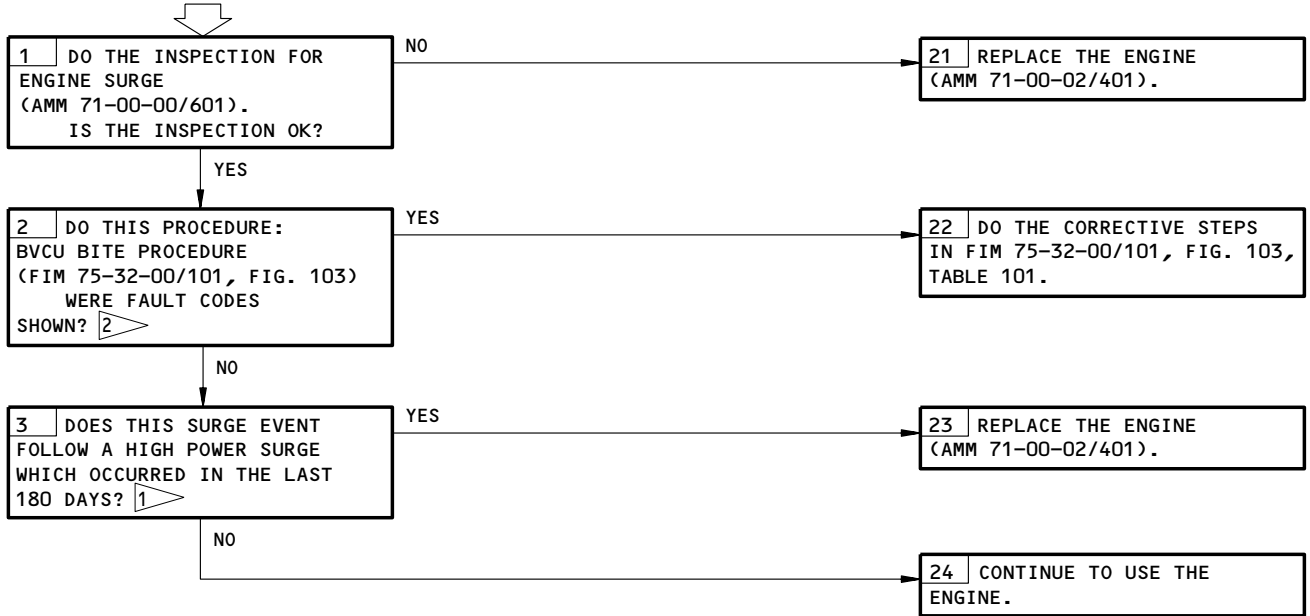 1 DO THE INSPECTION FOR
ENGINE SURGE
(AMM 71-00-00/601).
IS THE INSPECTION OK?
NO
21 REPLACE THE ENGINE
(AMM 71-00-02/401).
YES
2 DO THIS PROCEDURE:
BVCU BITE PROCEDURE
(FIM 75-32-00/101, FIG. 103)
WERE FAULT CODES
SHOWN? 2
YES
22 DO THE CORRECTIVE STEPS
IN FIM 75-32-00/101, FIG. 103,
TABLE 101.
NO
3 DOES THIS SURGE EVENT
FOLLOW A HIGH POWER SURGE
WHICH OCCURRED IN THE LAST
180 DAYS? 1
YES
23 REPLACE THE ENGINE
(AMM 71-00-02/401).
NO
24 CONTINUE TO USE THE
ENGINE.